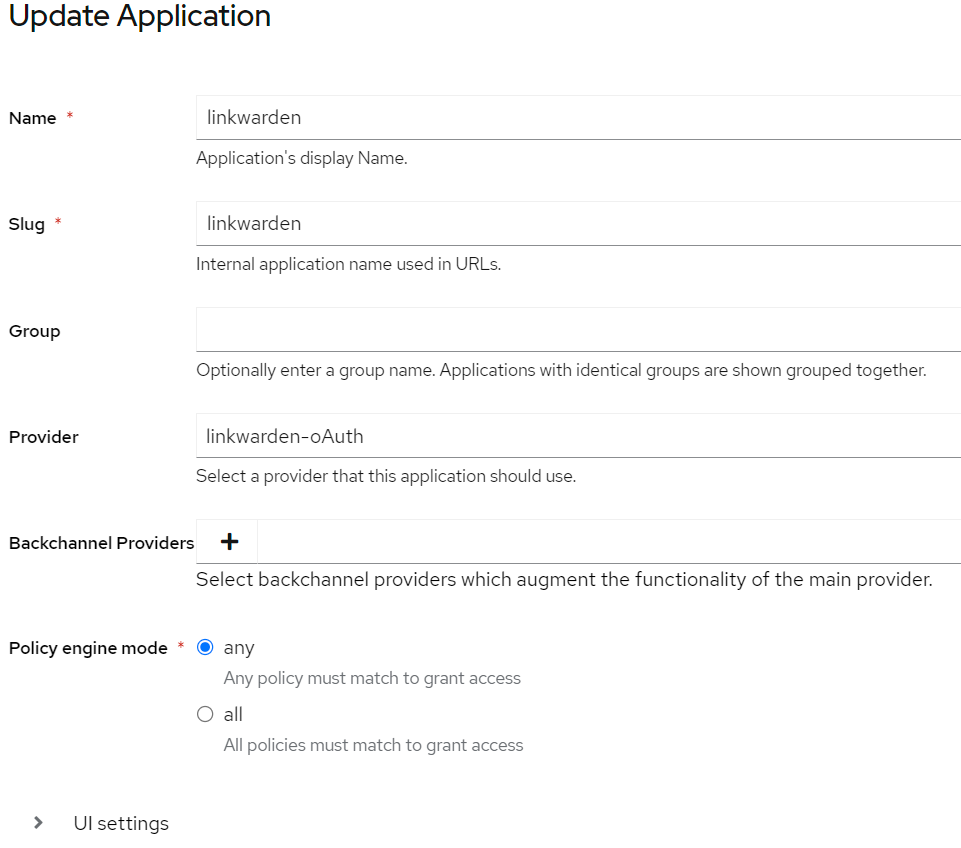 Update Application
Name *
linkwarden
Application's display Name.
Slug *
linkwarden
Internal application name used in URLs.
Group
Optionally enter a group name. Applications with identical groups are shown grouped together.
Provider
linkwarden-oAuth
Select a provider that this application should use.
Backchannel Providers
Select backchannel providers which augment the functionality of the main provider.
Policy engine mode *
any
Any policy must match to grant access
all
All policies must match to grant access
UI settings